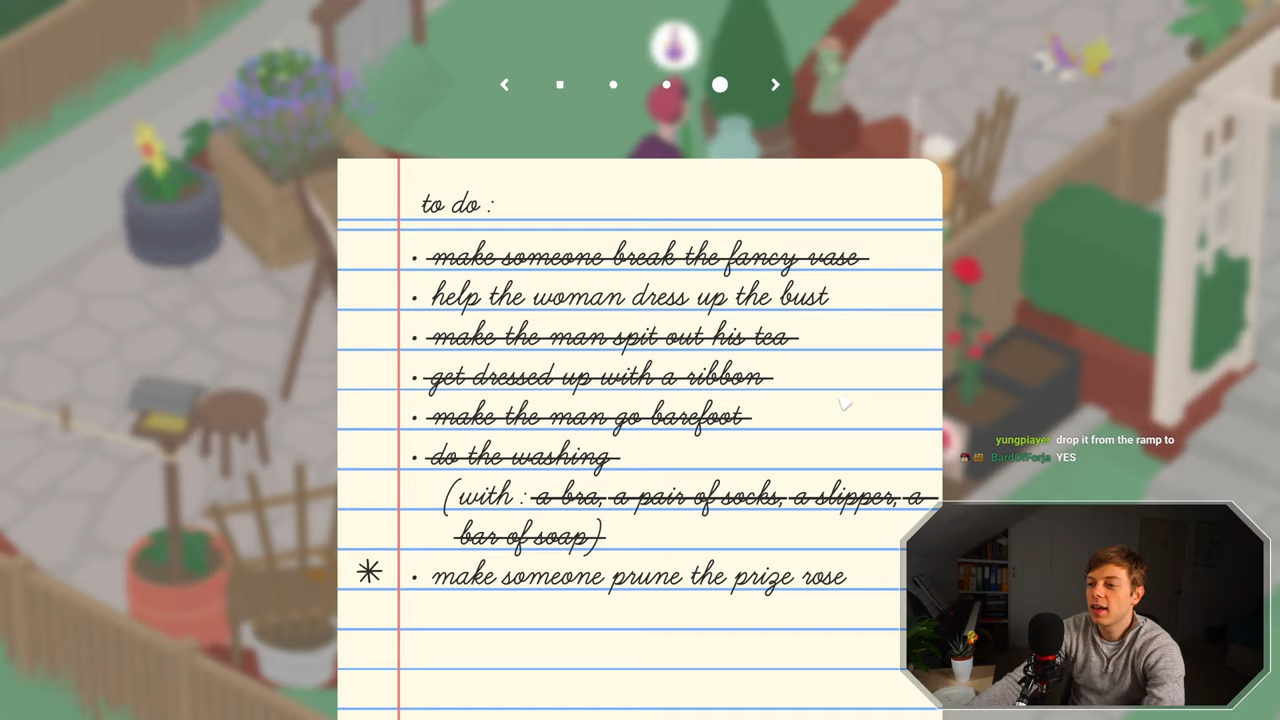 to do :
• make someone break the fancy vase
• help the woman dress up the bust
• make the man spit out his tea
• get dressed up with a ribbon
• make the man go barefoot
• do the washing
(with : a bra, a pair of socks, a slipper, a
bar of soap)
• make someone prune the prize rose
yungplayer drop it from the ramp to
BardOfForja YES